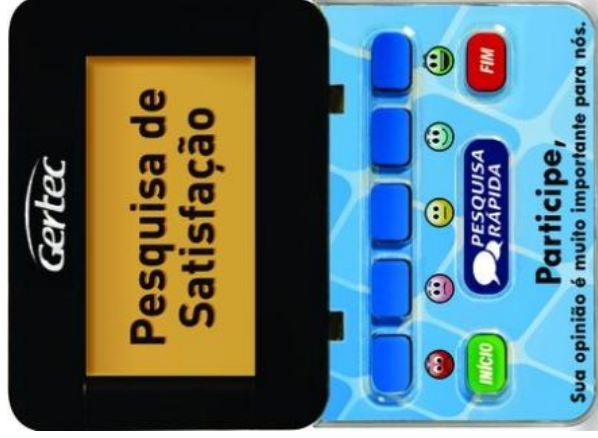 Gertec
Pesquisa de
Satisfação
PESQUISA
RÁPIDA
INÍCIO
FIM
Participe,
Sua opinião é muito importante para nós.